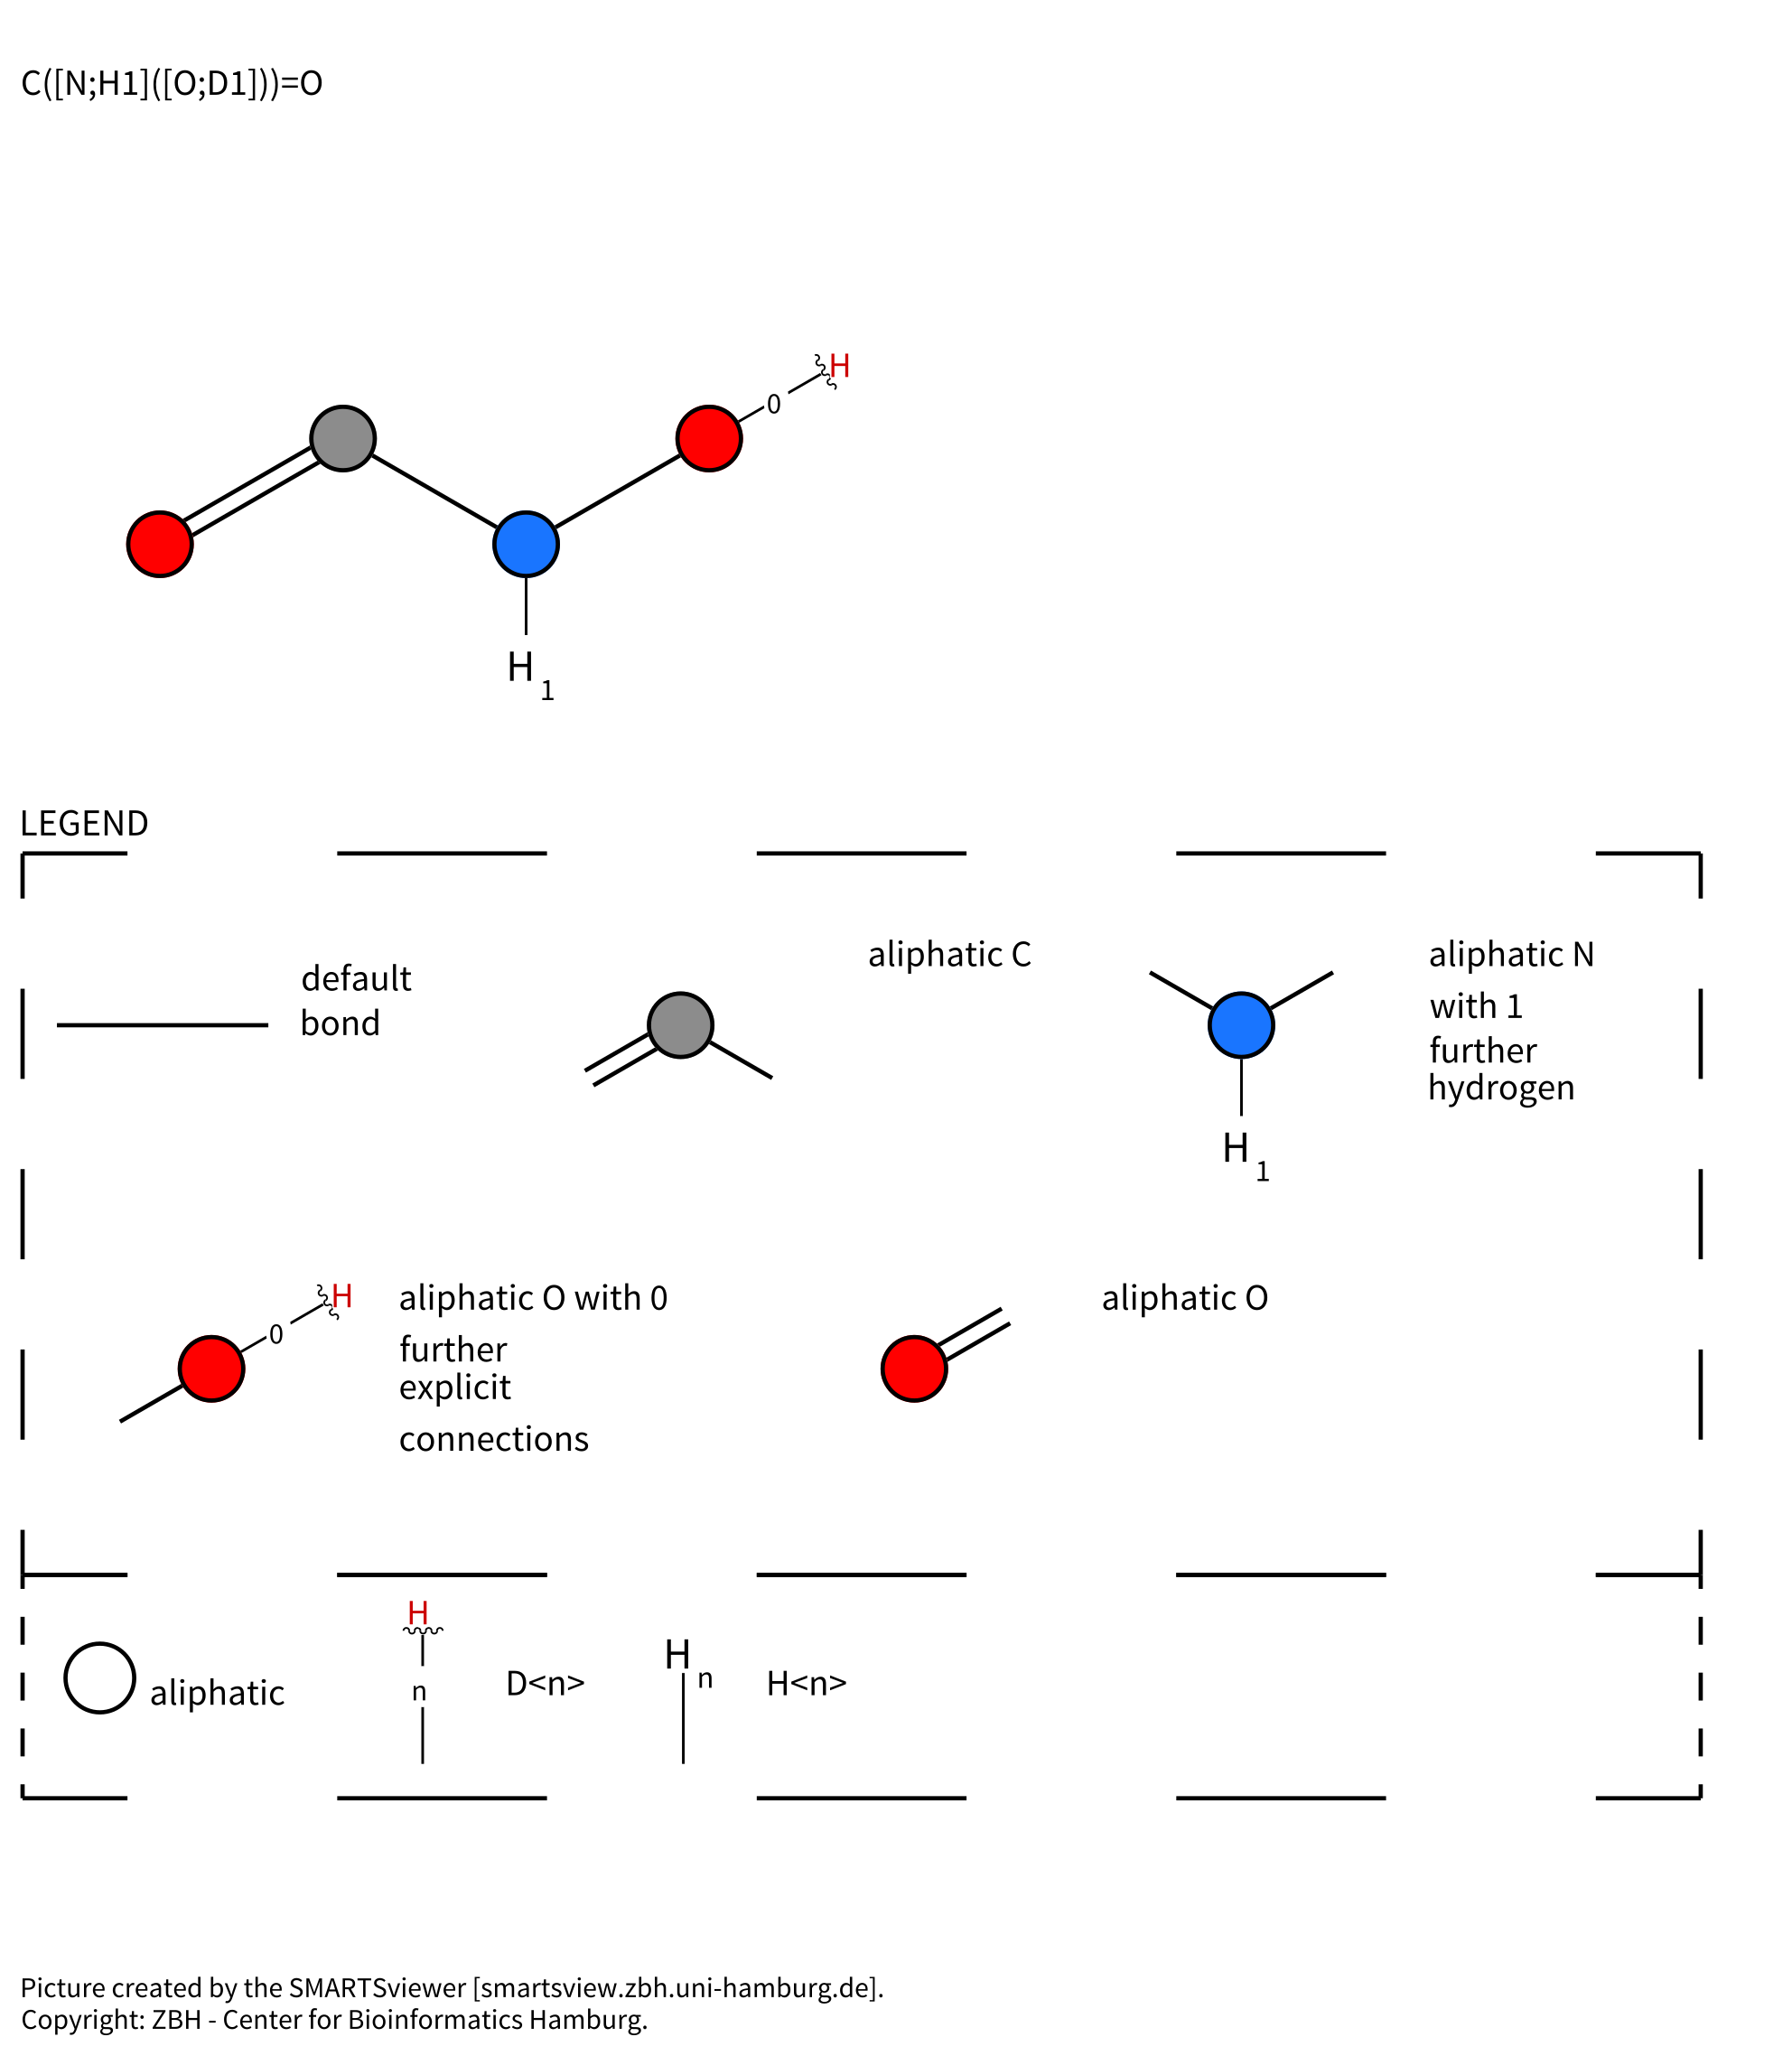 C([N;H1]([O;D1]))=O
H
0
H 1
LEGEND
default
bond
aliphatic C
aliphatic N
with 1
further
hydrogen
H 1
H
0
aliphatic O with 0
further
explicit
connections
aliphatic O
aliphatic
H
n
D<n>
H n
H<n>
Picture created by the SMARTSviewer [smartsview.zbh.uni-hamburg.de].
Copyright: ZBH - Center for Bioinformatics Hamburg.